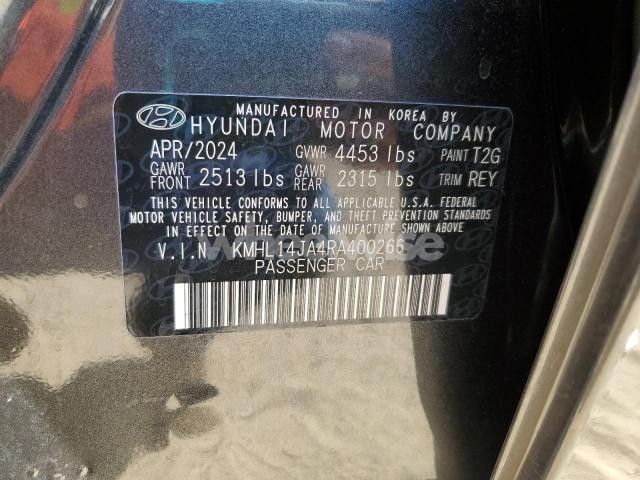 MANUFACTURED IN KOREA BY
HYUNDAI MOTOR COMPANY
APR/2024 GVWR 4453 lbs PAINT T2G
GAWR FRONT 2513 lbs GAWR REAR 2315 lbs TRIM REY
THIS VEHICLE CONFORMS TO ALL APPLICABLE U.S.A. FEDERAL
MOTOR VEHICLE SAFETY, BUMPER, AND THEFT PREVENTION STANDARDS
IN EFFECT ON THE DATE OF MANUFACTURE SHOWN ABOVE.
V.I.N KMHL14JA4RA400266
PASSENGER CAR